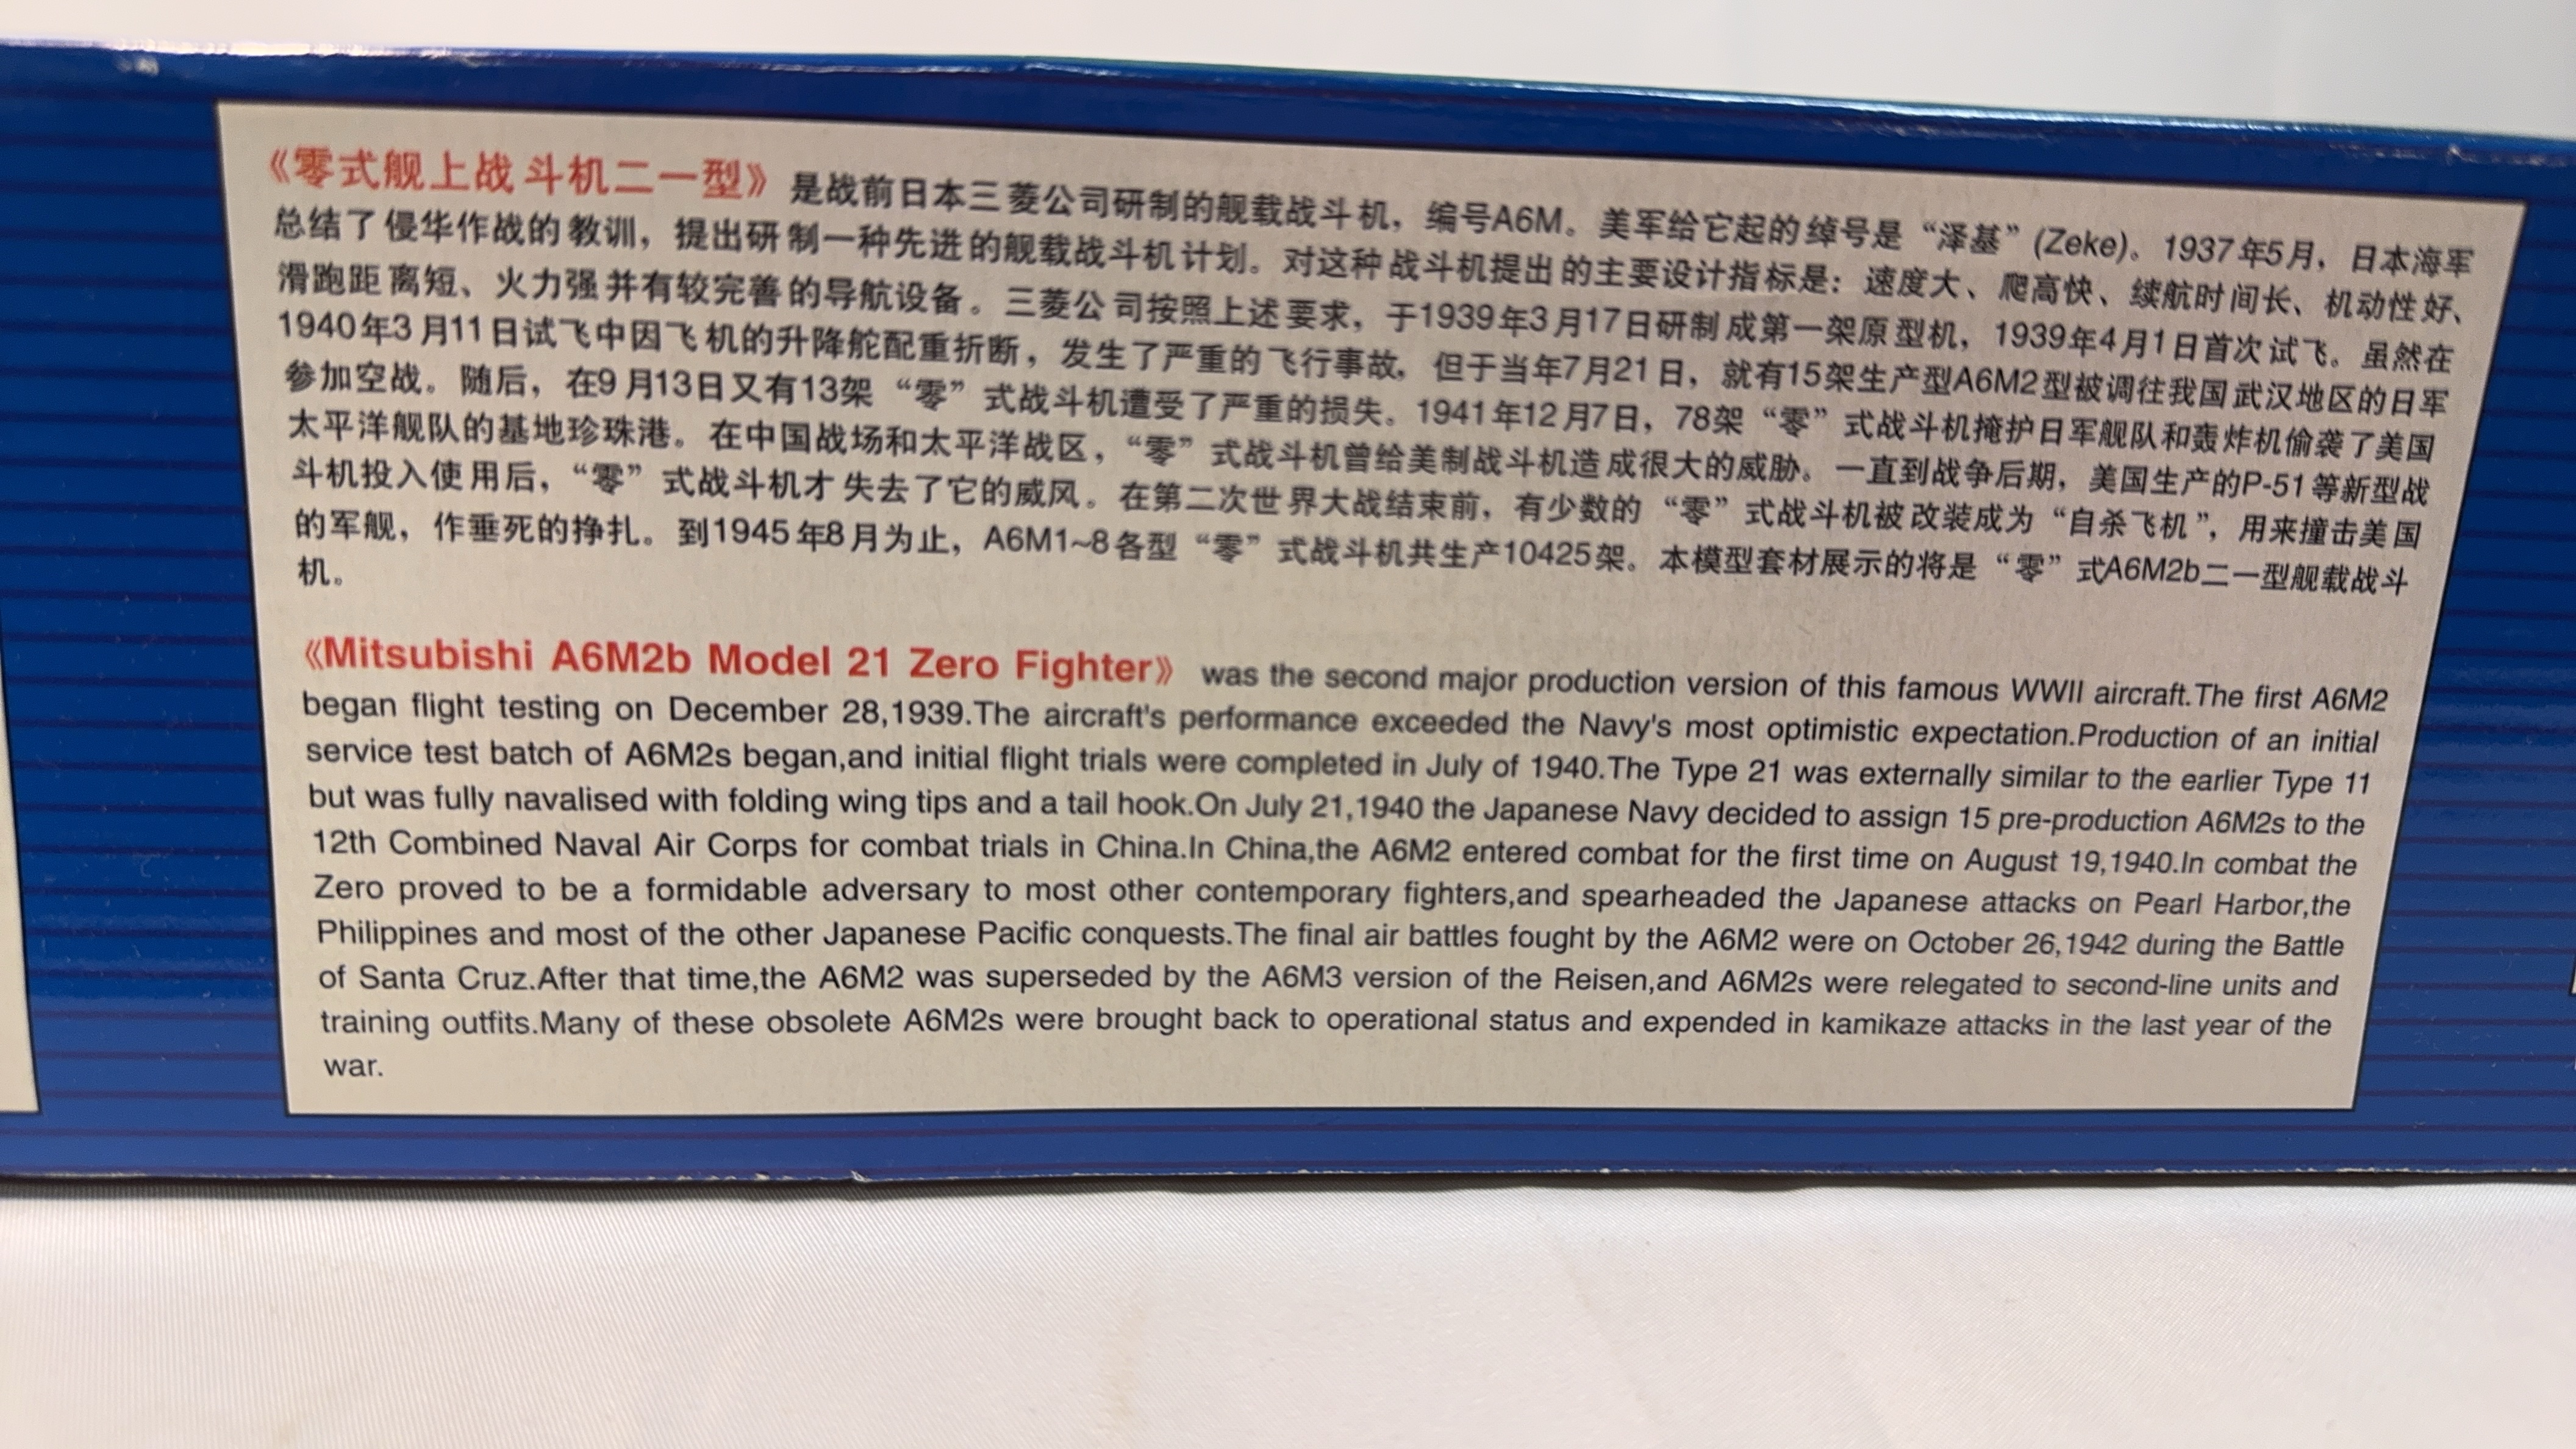 《零式舰上战斗机二一型》是战前日本三菱公司研制的舰载战斗机，编号A6M。美军给它起的绰号是“泽基”(Zeke)。1937年5月，日本海军
总结了侵华作战的教训，提出研制一种先进的舰载战斗机计划。对这种战斗机提出的主要设计指标是：速度大、爬高快、续航时间长、机动性好、
滑跑距离短、火力强并有较完善的导航设备。三菱公司按照上述要求，于1939年3月17日研制成第一架原型机，1939年4月1日首次试飞。虽然在
1940年3月11日试飞中因飞机的升降舵配重折断，发生了严重的飞行事故，但于当年7月21日，就有15架生产型A6M2型被调往我国武汉地区的日军
参加空战。随后，在9月13日又有13架“零”式战斗机遭受了严重的损失。1941年12月7日，78架“零”式战斗机掩护日军舰队和轰炸机偷袭了美国
太平洋舰队的基地珍珠港。在中国战场和太平洋战区，“零”式战斗机曾给美制战斗机造成很大的威胁。一直到战争后期，美国生产的P-51等新型战
斗机投入使用后，“零”式战斗机才失去了它的威风。在第二次世界大战结束前，有少数的“零”式战斗机被改装成为“自杀飞机”，用来撞击美国
的军舰，作垂死的挣扎。到1945年8月为止，A6M1~8各型“零”式战斗机共生产10425架。本模型套材展示的将是“零”式A6M2b二一型舰载战斗
机。
《Mitsubishi A6M2b Model 21 Zero Fighter》 was the second major production version of this famous WWII aircraft.The first A6M2
began flight testing on December 28,1939.The aircraft's performance exceeded the Navy's most optimistic expectation.Production of an initial
service test batch of A6M2s began,and initial flight trials were completed in July of 1940.The Type 21 was externally similar to the earlier Type 11
but was fully navalised with folding wing tips and a tail hook.On July 21,1940 the Japanese Navy decided to assign 15 pre-production A6M2s to the
12th Combined Naval Air Corps for combat trials in China.In China,the A6M2 entered combat for the first time on August 19,1940.In combat the
Zero proved to be a formidable adversary to most other contemporary fighters,and spearheaded the Japanese attacks on Pearl Harbor,the
Philippines and most of the other Japanese Pacific conquests.The final air battles fought by the A6M2 were on October 26,1942 during the Battle
of Santa Cruz.After that time,the A6M2 was superseded by the A6M3 version of the Reisen,and A6M2s were relegated to second-line units and
training outfits.Many of these obsolete A6M2s were brought back to operational status and expended in kamikaze attacks in the last year of the
war.